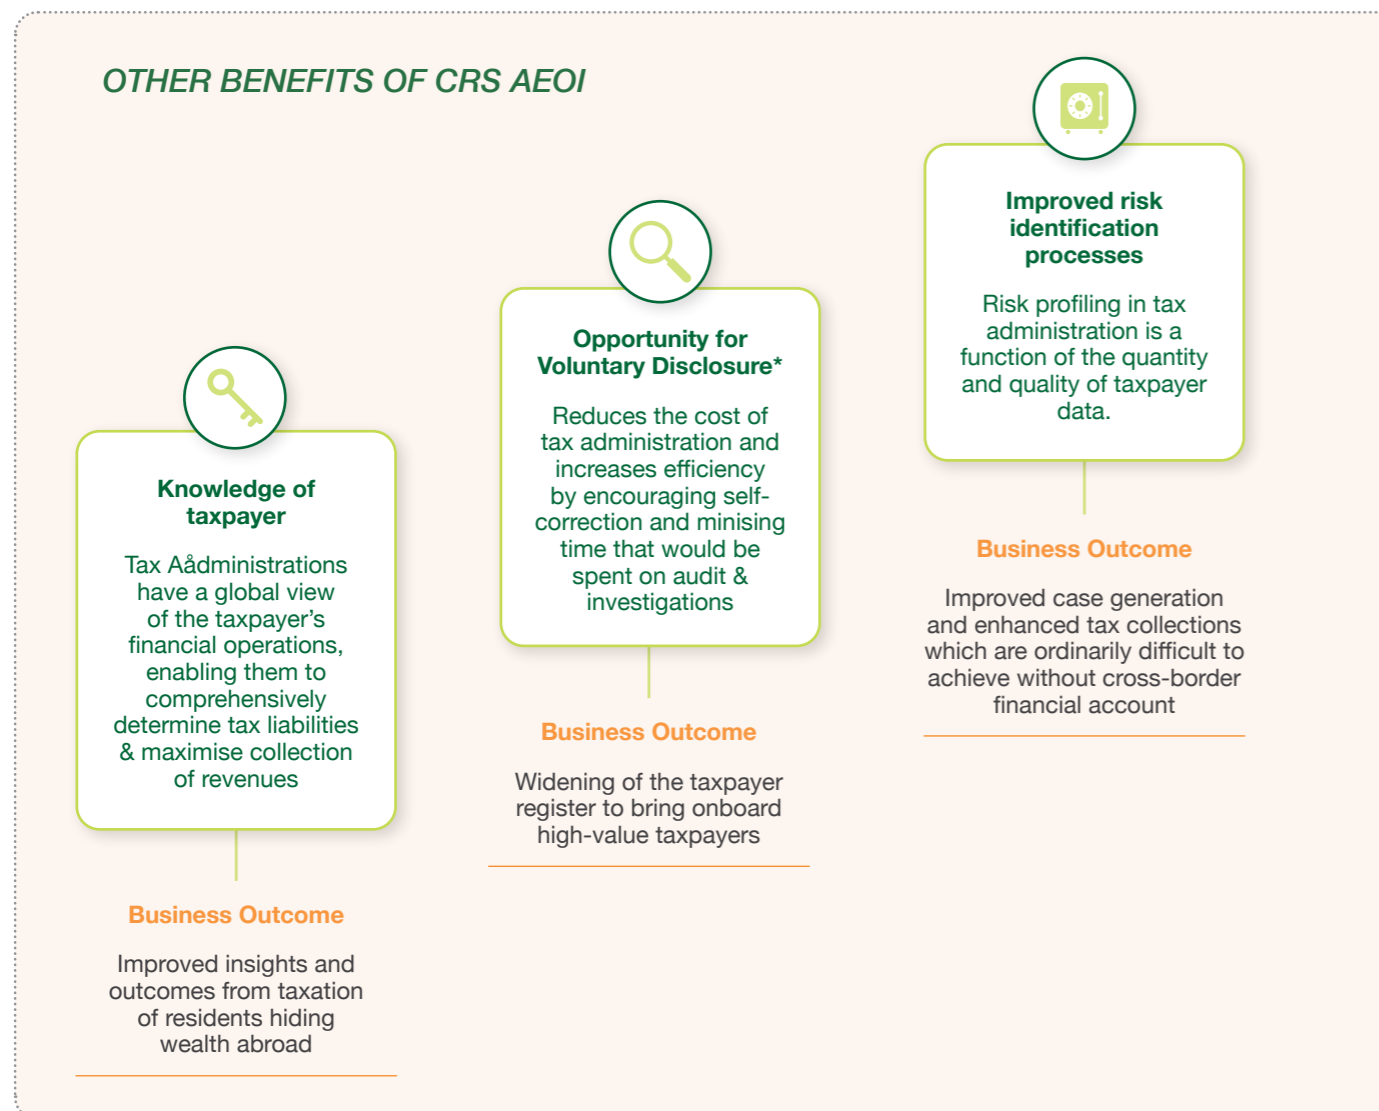 OTHER BENEFITS OF CRS AEOI
Knowledge of
taxpayer
Tax Aådministrations
have a global view
of the taxpayer's
financial operations,
enabling them to
comprehensively
determine tax liabilities
& maximise collection
of revenues
Business Outcome
Improved insights and
outcomes from taxation
of residents hiding
wealth abroad
Opportunity for
Voluntary Disclosure*
Reduces the cost of
tax administration and
increases efficiency
by encouraging self-
correction and minising
time that would be
spent on audit &
investigations
Business Outcome
Widening of the taxpayer
register to bring onboard
high-value taxpayers
Improved risk
identification
processes
Risk profiling in tax
administration is a
function of the quantity
and quality of taxpayer
data.
Business Outcome
Improved case generation
and enhanced tax collections
which are ordinarily difficult to
achieve without cross-border
financial account